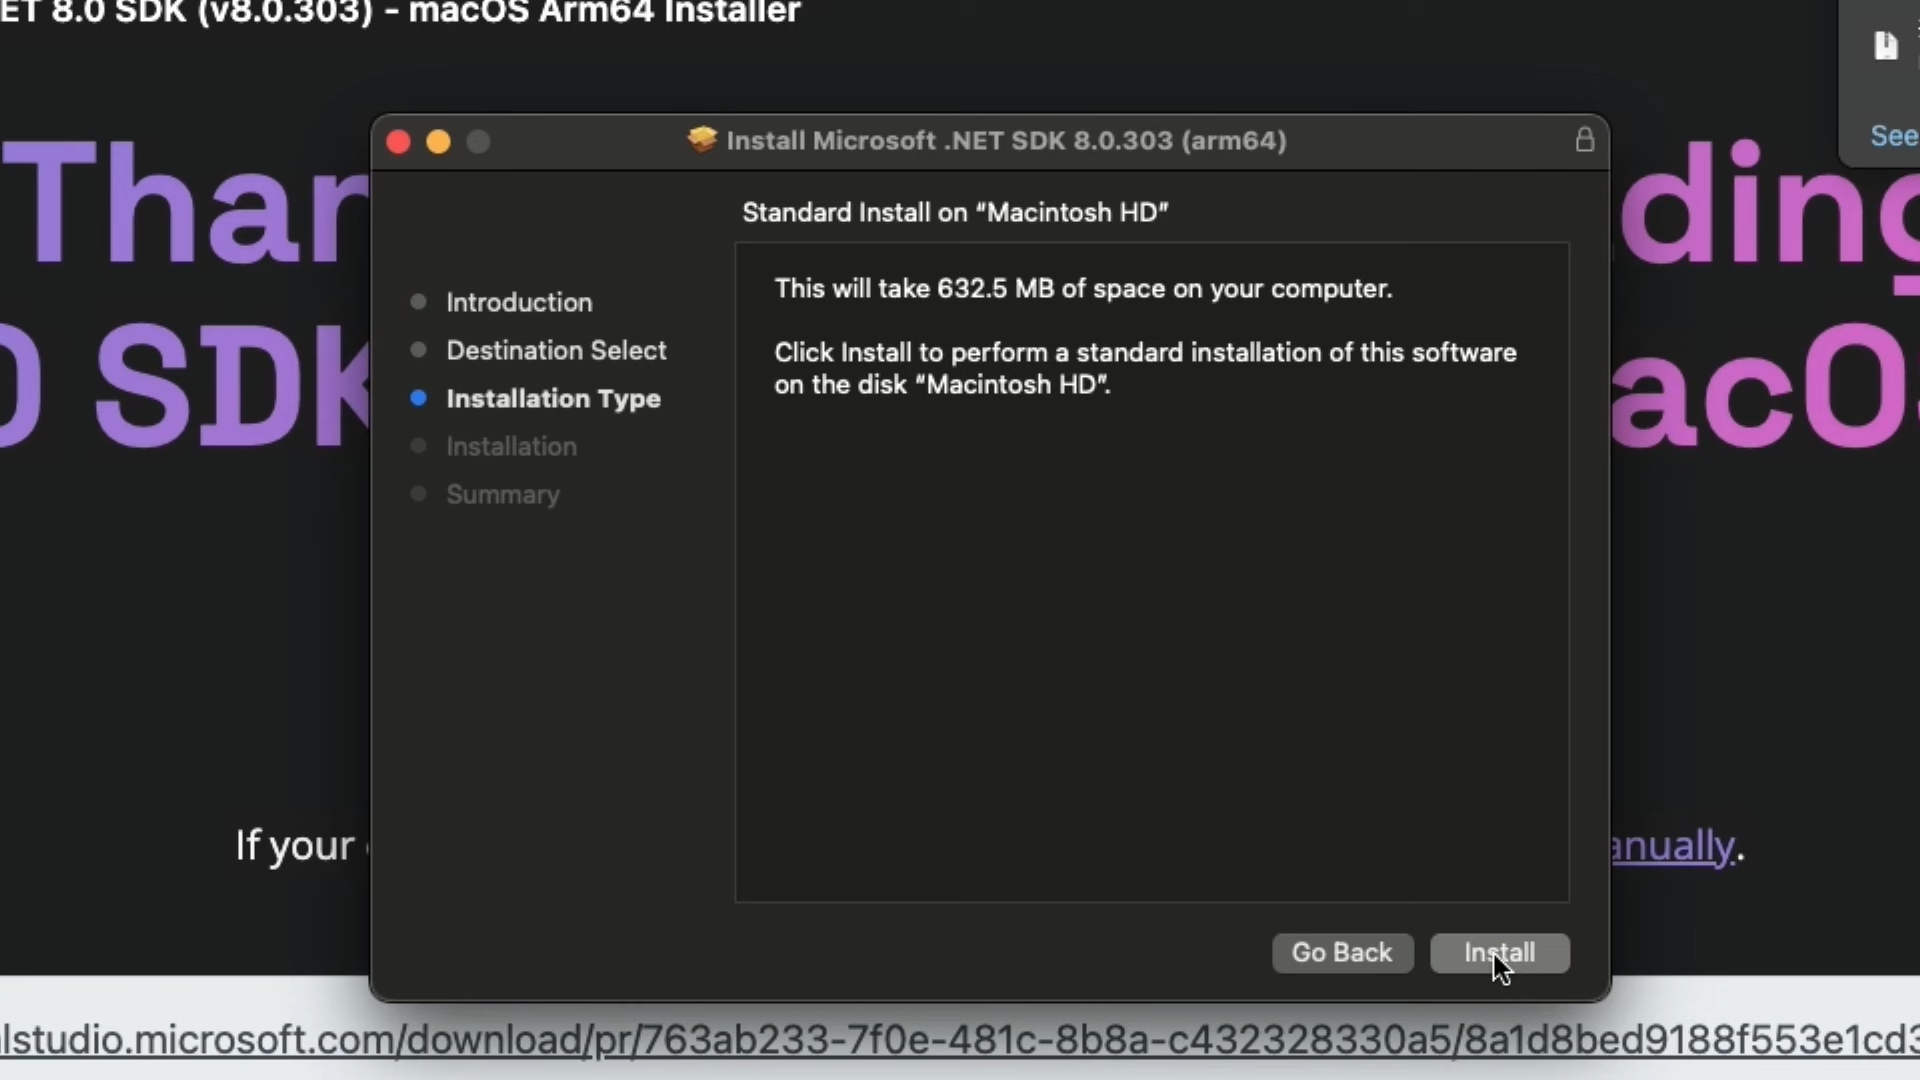 ET 8.0 SDK (v8.0.303) - macOS Arm64 Installer
See
Install Microsoft .NET SDK 8.0.303 (arm64)
Than
ding
0 SDK
acOS
Standard Install on “Macintosh HD”
Introduction
Destination Select
Installation Type
Installation
Summary
This will take 632.5 MB of space on your computer.
Click Install to perform a standard installation of this software
on the disk “Macintosh HD”.
If your
anually.
Go Back
Install
lstudio.microsoft.com/download/pr/763ab233-7f0e-481c-8b8a-c432328330a5/8a1d8bed9188f553e1cd3